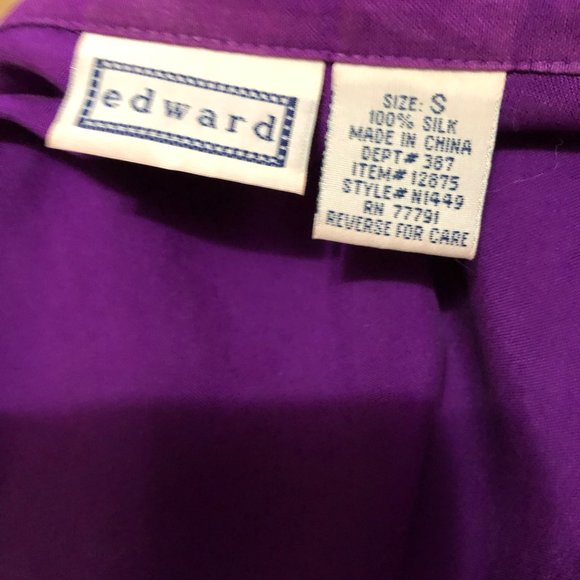 edward
SIZE: S
100% SILK
MADE IN CHINA
DEPT# 387
ITEM# 12875
STYLE# N1449
RN 77791
REVERSE FOR CARE